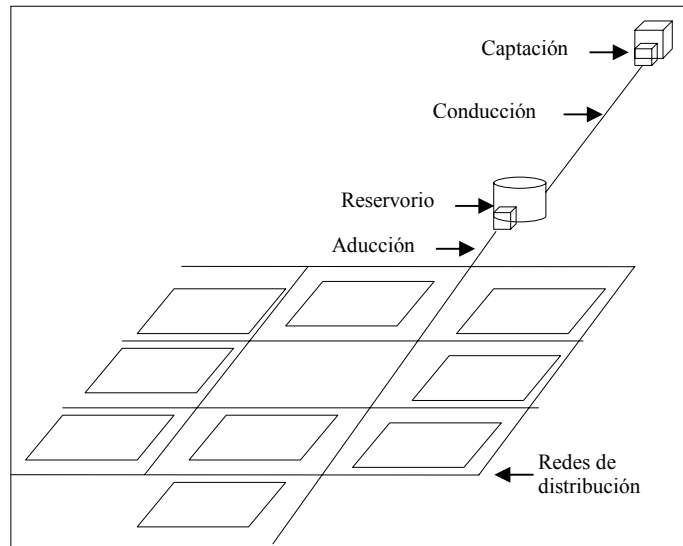 Captación
Conducción
Reservorio
Aducción
Redes de
distribución